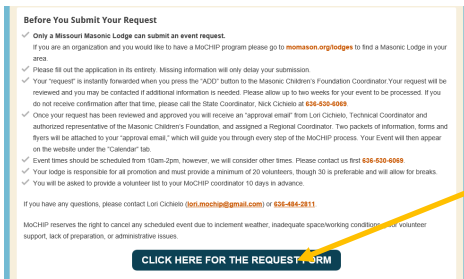 Before You Submit Your Request
Only a Missouri Masonic Lodge can submit an event request.
If you are an organization and you would like to have a MoCHIP program please go to momason.org/lodges to find a Masonic Lodge in your
area.
Please fill out the application in its entirety. Missing information will only delay your submission.
Your "request" is instantly forwarded when you press the "ADD" button to the Masonic Children's Foundation Coordinator.Your request will be
reviewed and you may be contacted if additional information is needed. Please allow up to two weeks for your event to be processed. If you
do not receive confirmation after that time, please call the State Coordinator, Nick Cichielo at 636-530-6069.
Once your request has been reviewed and approved you will receive an "approval email" from Lori Cichielo, Technical Coordinator and
authorized representative of the Masonic Children's Foundation, and assigned a Regional Coordinator. Two packets of information, forms and
flyers will be attached to your "approval email," which will guide you through every step of the MoCHIP process. Your Event will then appear
on the website under the "Calendar" tab.
Event times should be scheduled from 10am-2pm, however, we will consider other times. Please contact us first 636-530-6069.
Your lodge is responsible for all promotion and must provide a minimum of 20 volunteers, though 30 is preferable and will allow for breaks.
You will be asked to provide a volunteer list to your MoCHIP coordinator 10 days in advance.
If you have any questions, please contact Lori Cichielo (lori.mochip@gmail.com) or 636-484-2811.
MoCHIP reserves the right to cancel any scheduled event due to inclement weather, inadequate space/working conditions, volunteer
support, lack of preparation, or administrative issues.
CLICK HERE FOR THE REQUEST FORM